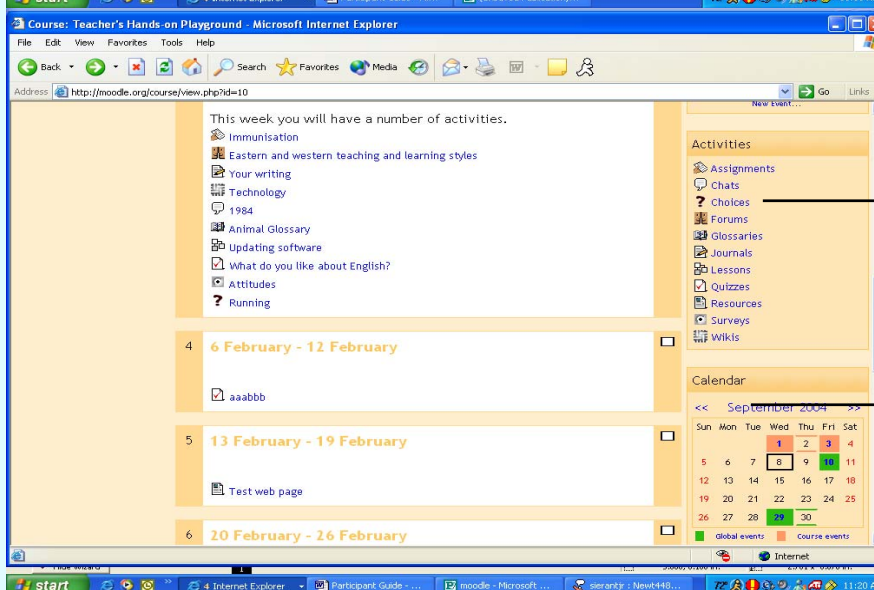 start
Course: Teacher's Hands-on Playground - Microsoft Internet Explorer
File Edit View Favorites Tools Help
Back Search Favorites Media
Address http://moodle.org/course/view.php?id=10 Go Links
This week you will have a number of activities.
Immunisation
Eastern and western teaching and learning styles
Your writing
Technology
1984
Animal Glossary
Updating software
What do you like about English?
Attitudes
Running
4 6 February - 12 February
aaabbb
5 13 February - 19 February
Test web page
6 20 February - 26 February
New Event...
Activities
Assignments
Chats
Choices
Forums
Glossaries
Journals
Lessons
Quizzes
Resources
Surveys
Wikis
Calendar
<< September 2004 >>
Sun Mon Tue Wed Thu Fri Sat
1 2 3 4
5 6 7 8 9 10 11
12 13 14 15 16 17 18
19 20 21 22 23 24 25
26 27 28 29 30
Global events Course events
Internet
start 4 Internet Explorer Participant Guide - ... moodle - Microsoft ... sierantjr : Newt448... 72° 11:20 A